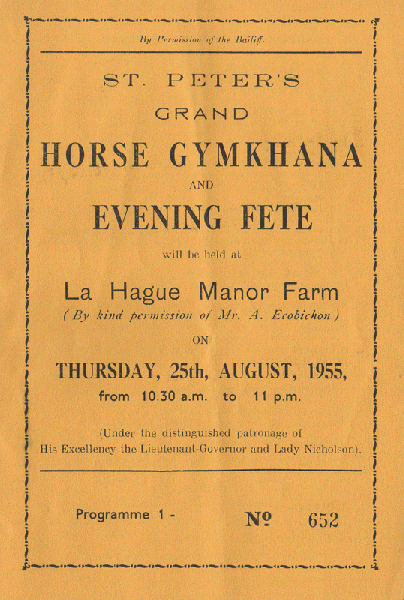 By Permission of the Bailiff.
ST. PETER'S
GRAND
HORSE GYMKHANA
AND
EVENING FETE
will be held at
La Hague Manor Farm
(By kind permission of Mr. A. Ecobichon)
ON
THURSDAY, 25th, AUGUST, 1955,
from 10.30 a.m. to 11 p.m.
(Under the distinguished patronage of
His Excellency the Lieutenant-Governor and Lady Nicholson).
Programme 1 - Nº 652